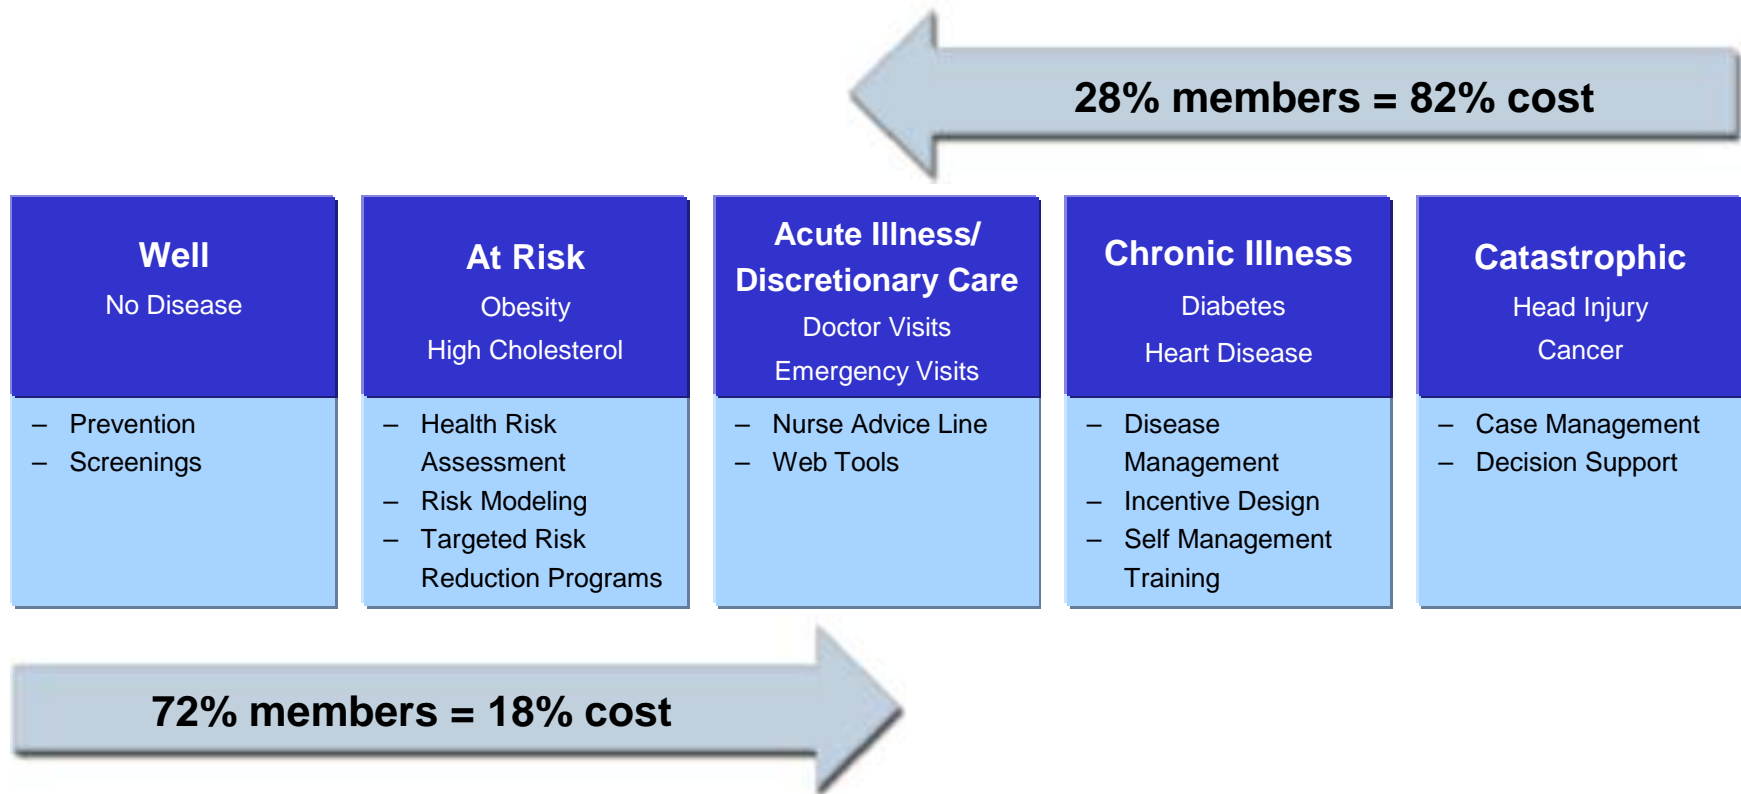 28% members = 82% cost
Well
No Disease
– Prevention
– Screenings
At Risk
Obesity
High Cholesterol
– Health Risk
Assessment
– Risk Modeling
– Targeted Risk
Reduction Programs
Acute Illness/
Discretionary Care
Doctor Visits
Emergency Visits
– Nurse Advice Line
– Web Tools
Chronic Illness
Diabetes
Heart Disease
– Disease
Management
– Incentive Design
– Self Management
Training
Catastrophic
Head Injury
Cancer
– Case Management
– Decision Support
72% members = 18% cost